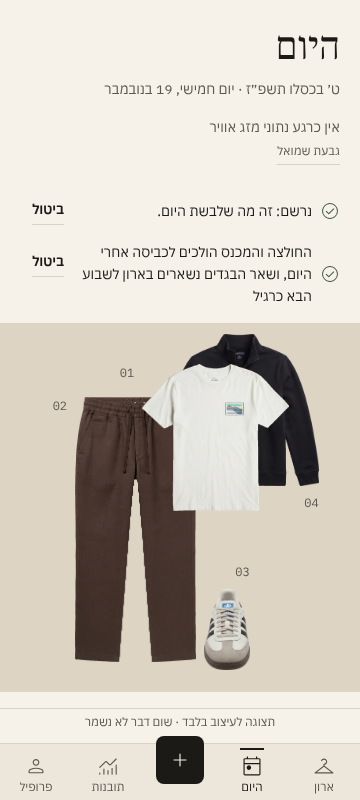 היום
ט׳ בכסלו תשפ״ז · יום חמישי, 19 בנובמבר
אין כרגע נתוני מזג אוויר
גבעת שמואל
נרשם: זה מה שלבשת היום.
ביטול
החולצה והמכנס הולכים לכביסה אחרי
היום, ושאר הבגדים נשארים בארון לשבוע
הבא כרגיל
ביטול
01
02
04
03
תצוגה לעיצוב בלבד · שום דבר לא נשמר
ארון
היום
תובנות
פרופיל